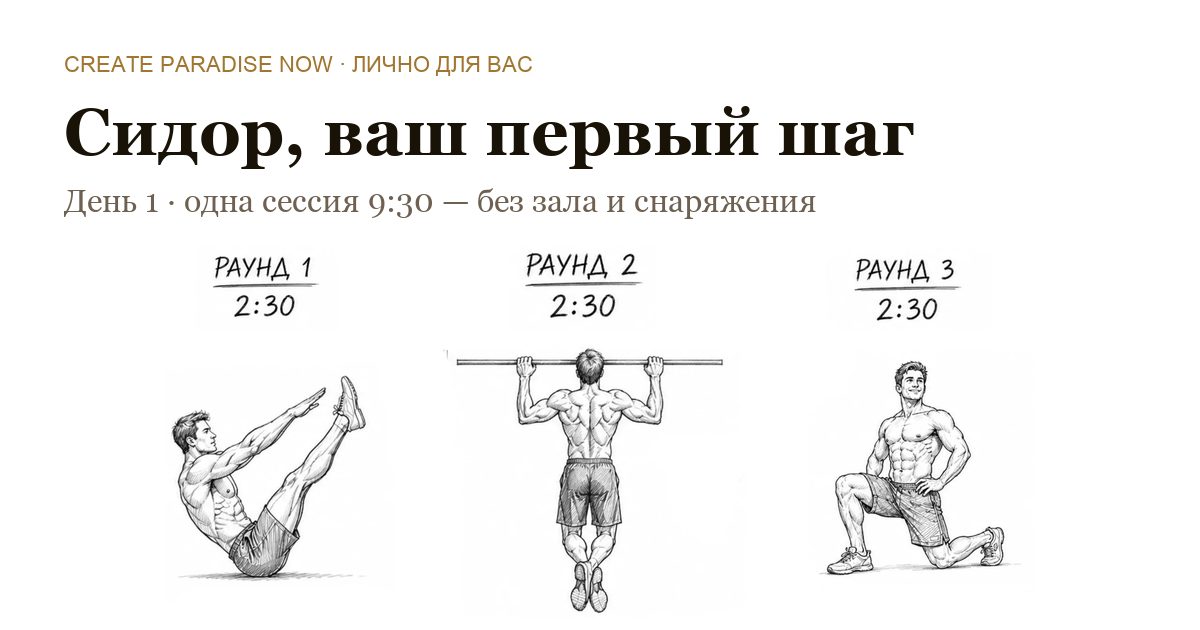 CREATE PARADISE NOW · ЛИЧНО ДЛЯ ВАС
Сидор, ваш первый шаг
День 1 · одна сессия 9:30 — без зала и снаряжения
РАУНД 1
2:30
РАУНД 2
2:30
РАУНД 3
2:30